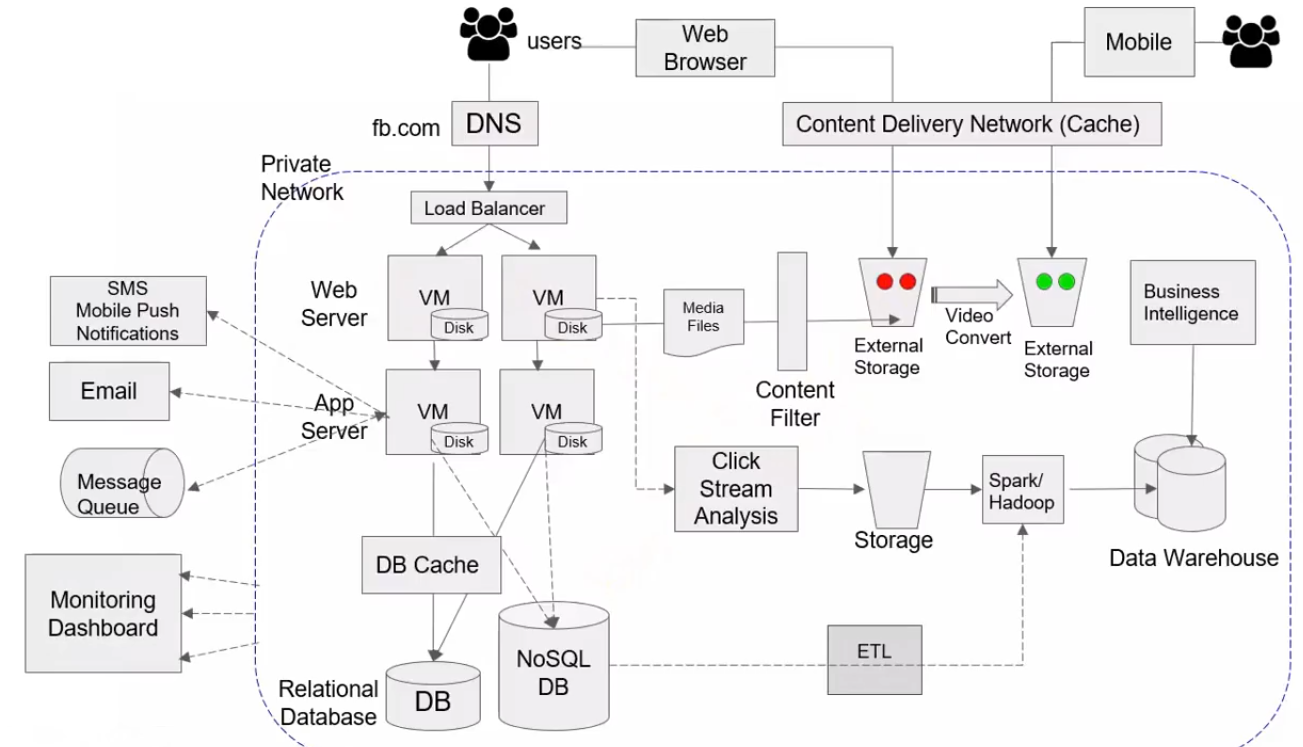 users
Web
Browser
Mobile
fb.com
DNS
Content Delivery Network (Cache)
Private
Network
Load Balancer
Web
Server
VM
Disk
VM
Disk
SMS
Mobile Push
Notifications
Media
Files
Content
Filter
External
Storage
Video
Convert
External
Storage
Business
Intelligence
Email
App
Server
VM
Disk
VM
Disk
Message
Queue
Click
Stream
Analysis
Storage
Spark/
Hadoop
Data Warehouse
DB Cache
Monitoring
Dashboard
NoSQL
DB
ETL
Relational
Database
DB